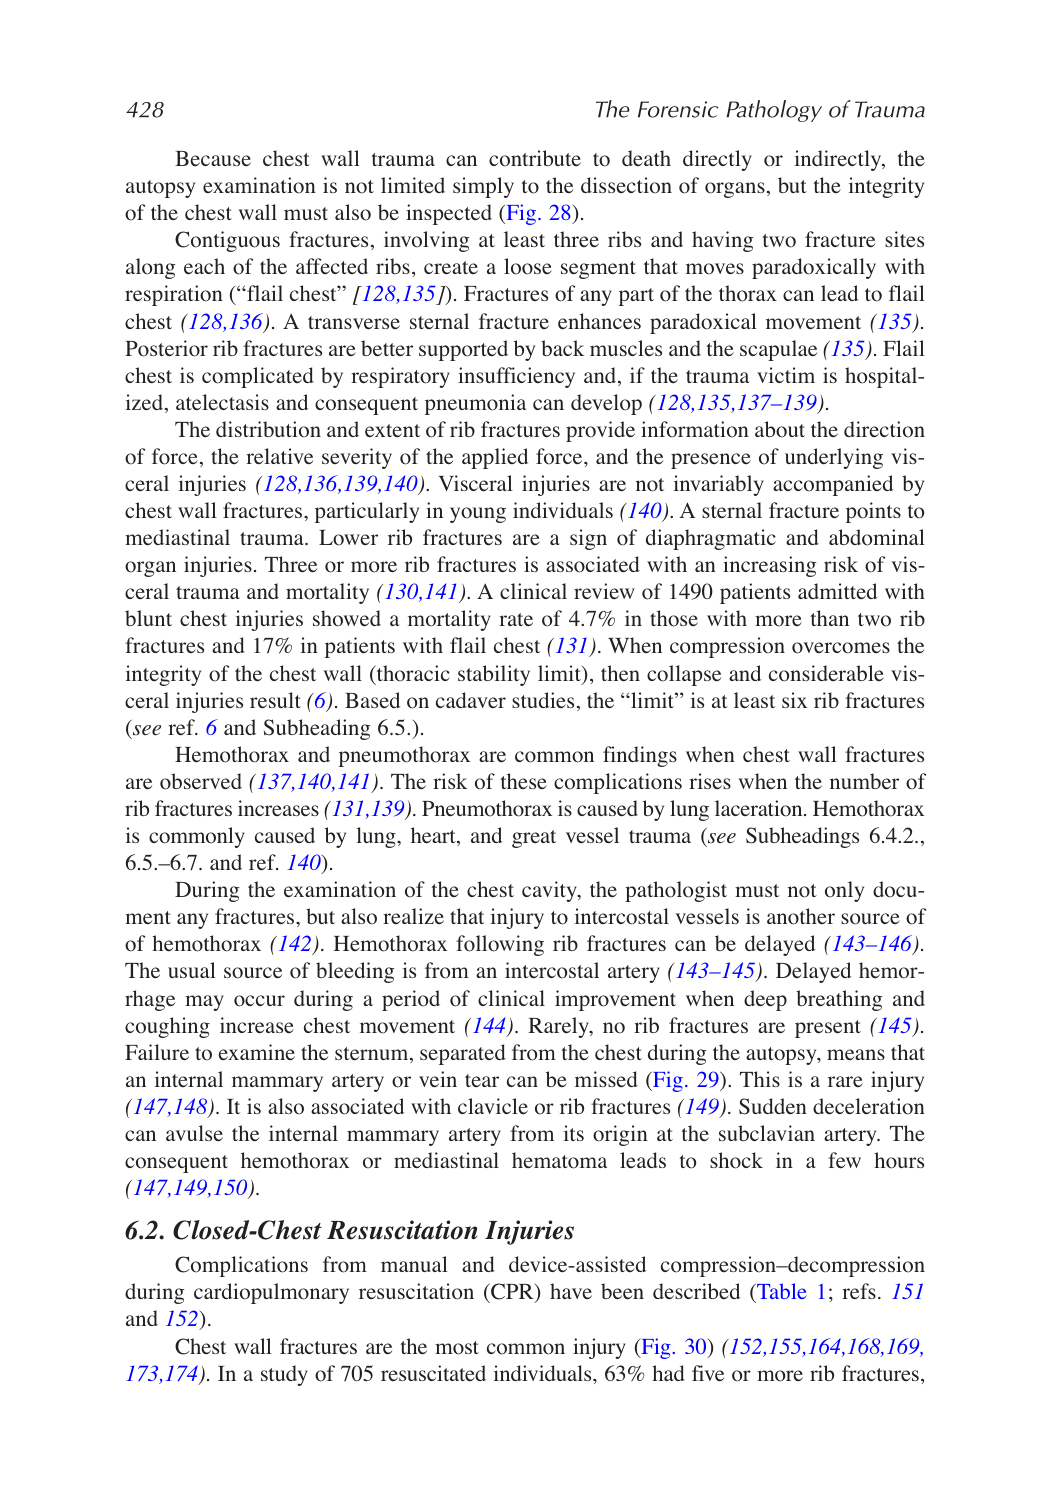 428
The Forensic Pathology of Trauma
Because chest wall trauma can contribute to death directly or indirectly, the
autopsy examination is not limited simply to the dissection of organs, but the integrity
of the chest wall must also be inspected (Fig. 28).
Contiguous fractures, involving at least three ribs and having two fracture sites
along each of the affected ribs, create a loose segment that moves paradoxically with
respiration (“flail chest” [128,135]). Fractures of any part of the thorax can lead to flail
chest (128,136). A transverse sternal fracture enhances paradoxical movement (135).
Posterior rib fractures are better supported by back muscles and the scapulae (135). Flail
chest is complicated by respiratory insufficiency and, if the trauma victim is hospital-
ized, atelectasis and consequent pneumonia can develop (128,135,137–139).
The distribution and extent of rib fractures provide information about the direction
of force, the relative severity of the applied force, and the presence of underlying vis-
ceral injuries (128,136,139,140). Visceral injuries are not invariably accompanied by
chest wall fractures, particularly in young individuals (140). A sternal fracture points to
mediastinal trauma. Lower rib fractures are a sign of diaphragmatic and abdominal
organ injuries. Three or more rib fractures is associated with an increasing risk of vis-
ceral trauma and mortality (130,141). A clinical review of 1490 patients admitted with
blunt chest injuries showed a mortality rate of 4.7% in those with more than two rib
fractures and 17% in patients with flail chest (131). When compression overcomes the
integrity of the chest wall (thoracic stability limit), then collapse and considerable vis-
ceral injuries result (6). Based on cadaver studies, the “limit” is at least six rib fractures
(see ref. 6 and Subheading 6.5.).
Hemothorax and pneumothorax are common findings when chest wall fractures
are observed (137,140,141). The risk of these complications rises when the number of
rib fractures increases (131,139). Pneumothorax is caused by lung laceration. Hemothorax
is commonly caused by lung, heart, and great vessel trauma (see Subheadings 6.4.2.,
6.5.–6.7. and ref. 140).
During the examination of the chest cavity, the pathologist must not only docu-
ment any fractures, but also realize that injury to intercostal vessels is another source of
of hemothorax (142). Hemothorax following rib fractures can be delayed (143–146).
The usual source of bleeding is from an intercostal artery (143–145). Delayed hemor-
rhage may occur during a period of clinical improvement when deep breathing and
coughing increase chest movement (144). Rarely, no rib fractures are present (145).
Failure to examine the sternum, separated from the chest during the autopsy, means that
an internal mammary artery or vein tear can be missed (Fig. 29). This is a rare injury
(147,148). It is also associated with clavicle or rib fractures (149). Sudden deceleration
can avulse the internal mammary artery from its origin at the subclavian artery. The
consequent hemothorax or mediastinal hematoma leads to shock in a few hours
(147,149,150).
6.2. Closed-Chest Resuscitation Injuries
Complications from manual and device-assisted compression–decompression
during cardiopulmonary resuscitation (CPR) have been described (Table 1; refs. 151
and 152).
Chest wall fractures are the most common injury (Fig. 30) (152,155,164,168,169,
173,174). In a study of 705 resuscitated individuals, 63% had five or more rib fractures,